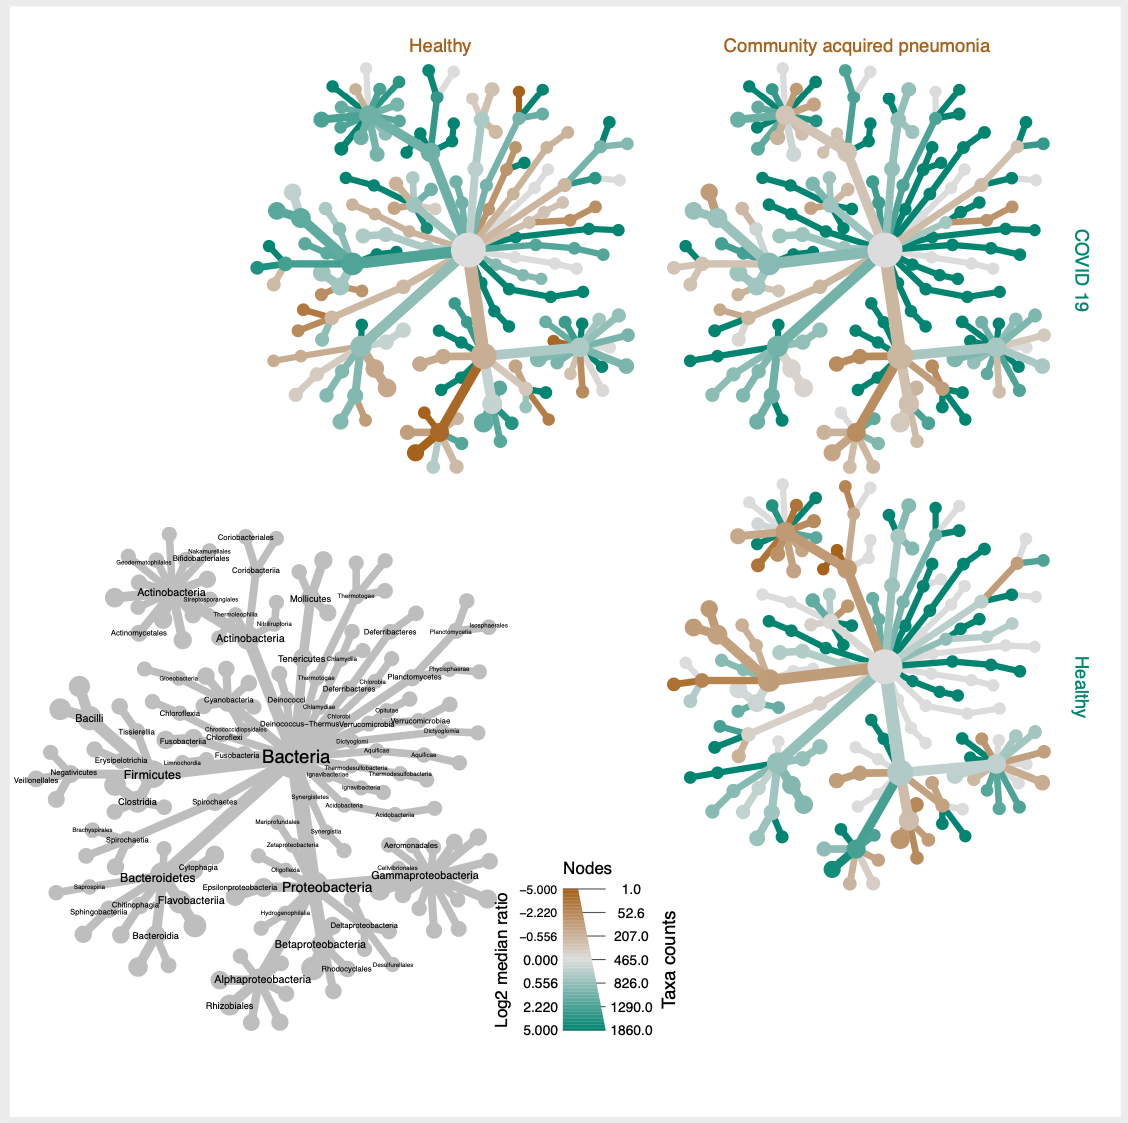 Healthy
Community acquired pneumonia
COVID 19
Healthy
Coriobacteriales
Nakamurellales
Bifidobacteriales
Geodermatophilales
Coriobacteriia
Actinobacteria
Streptosporangiales
Mollicutes
Thermotogae
Thermoleophilia
Nitriliruptoria
Actinomycetales
Actinobacteria
Deferribacteres
Isosphaerales
Planctomycetia
Tenericutes
Chlamydia
Phycisphaerae
Gloeobacteria
Thermotogae
Chlorobia
Planctomycetes
Deferribacteres
Cyanobacteria
Deinococci
Chlamydiae
Opitutae
Bacilli
Chloroflexia
Chlorobi
Deinococcus−Thermus
Verrucomicrobia
Verrucomicrobiae
Tissierellia
Chroococcidiopsidales
Chloroflexi
Dictyoglomia
Fusobacteriia
Dictyoglomi
Aquificae
Aquificae
Fusobacteria
Bacteria
Erysipelotrichia
Limnochordia
Thermodesulfobacteria
Negativicutes
Firmicutes
Ignavibacteriae
Thermodesulfobacteria
Veillonellales
Ignavibacteria
Clostridia
Spirochaetes
Synergistetes
Acidobacteria
Acidobacteriia
Mariprofundales
Brachyspirales
Synergistia
Spirochaetia
Zetaproteobacteria
Aeromonadales
Cytophagia
Oligoflexia
Cellvibrionales
Bacteroidetes
Gammaproteobacteria
Saprospiria
Epsilonproteobacteria
Proteobacteria
Chitinophagia
Flavobacteriia
Sphingobacteriia
Hydrogenophilalia
Deltaproteobacteria
Bacteroidia
Betaproteobacteria
Rhodocyclales
Desulfurellales
Alphaproteobacteria
Rhizobiales
Nodes
Log2 median ratio
Taxa counts
−5.000 1.0
−2.220 52.6
−0.556 207.0
0.000 465.0
0.556 826.0
2.220 1290.0
5.000 1860.0